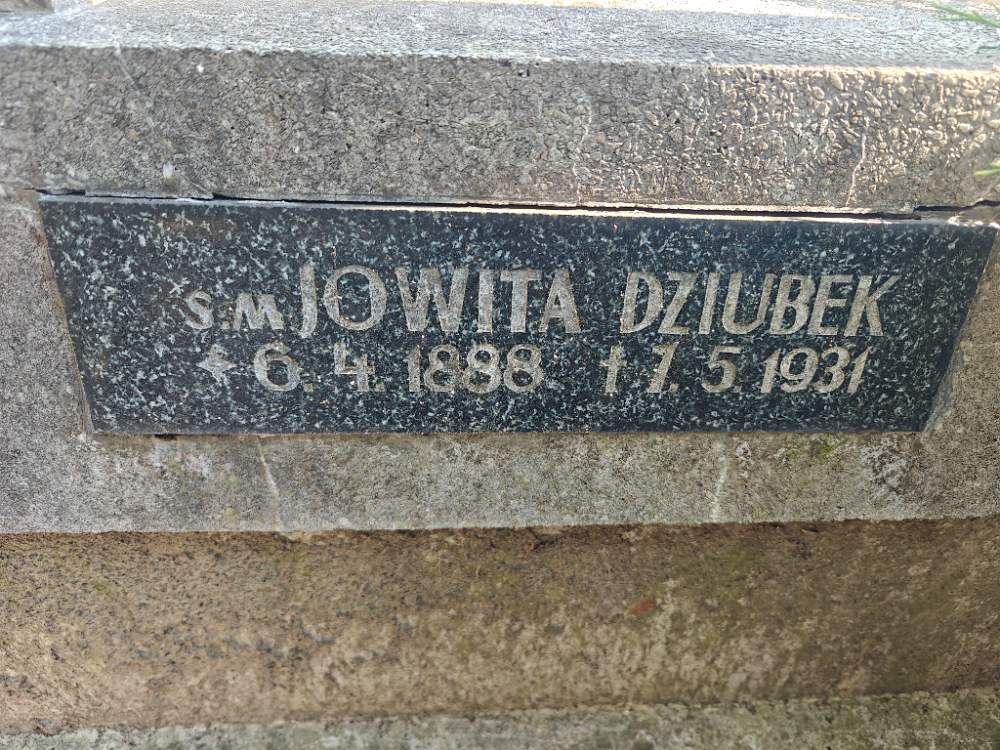 S.M JOWITA DZIUBEK
✦ 6. 4. 1888 † 7. 5. 1931